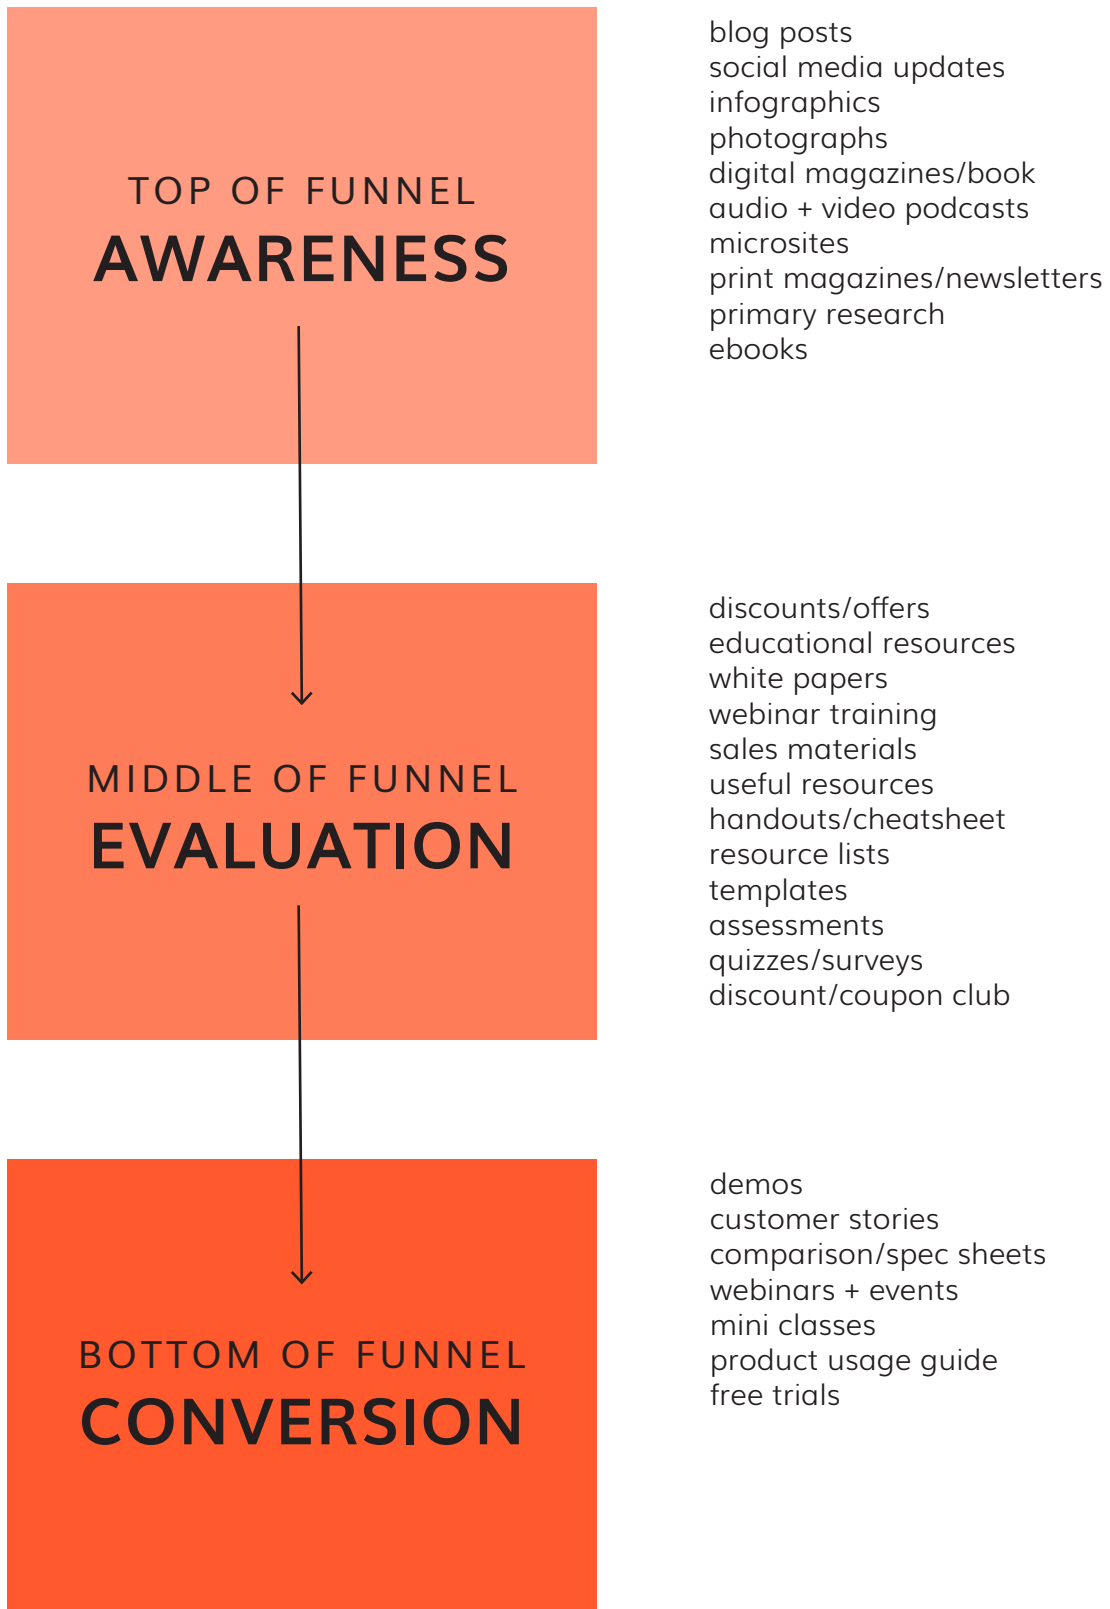 TOP OF FUNNEL
AWARENESS
blog posts
social media updates
infographics
photographs
digital magazines/book
audio + video podcasts
microsites
print magazines/newsletters
primary research
ebooks
MIDDLE OF FUNNEL
EVALUATION
discounts/offers
educational resources
white papers
webinar training
sales materials
useful resources
handouts/cheatsheet
resource lists
templates
assessments
quizzes/surveys
discount/coupon club
BOTTOM OF FUNNEL
CONVERSION
demos
customer stories
comparison/spec sheets
webinars + events
mini classes
product usage guide
free trials